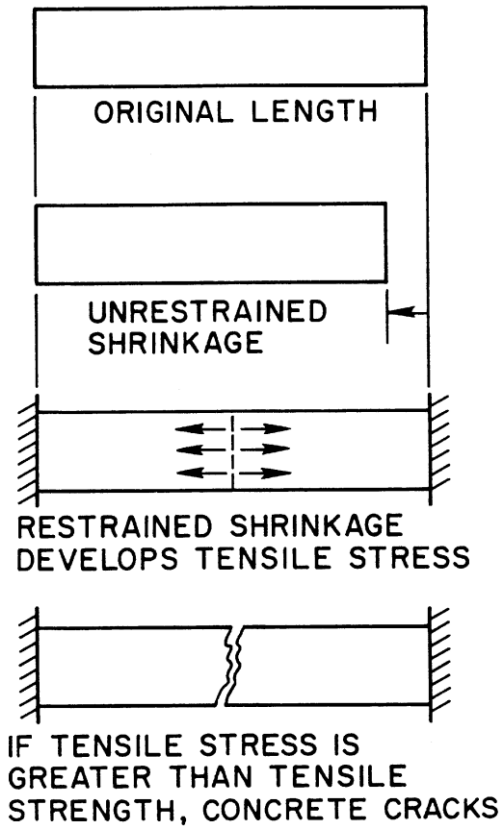 ORIGINAL LENGTH
UNRESTRAINED
SHRINKAGE
RESTRAINED SHRINKAGE
DEVELOPS TENSILE STRESS
IF TENSILE STRESS IS
GREATER THAN TENSILE
STRENGTH, CONCRETE CRACKS